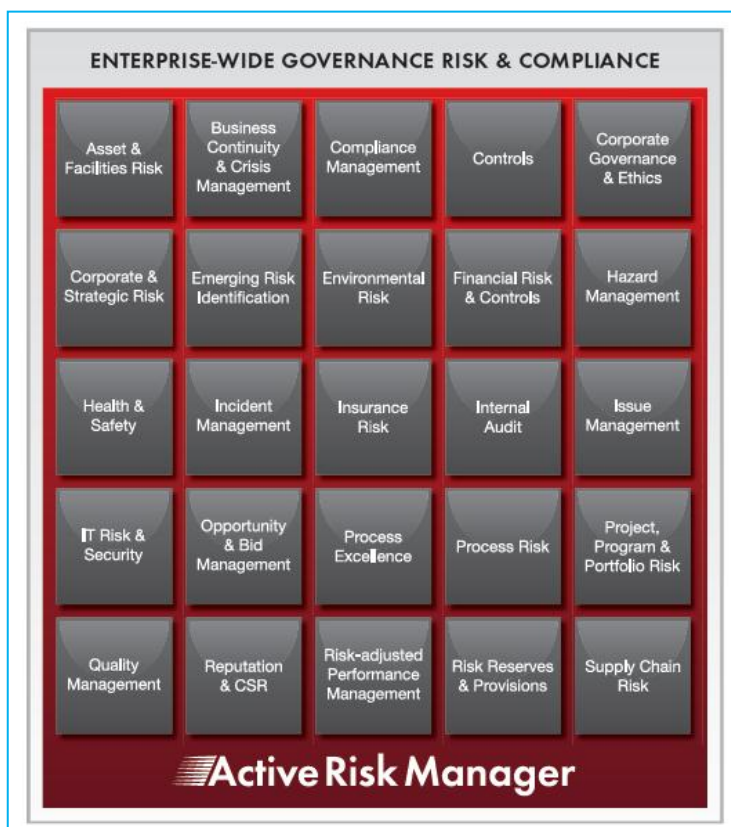 ENTERPRISE-WIDE GOVERNANCE RISK & COMPLIANCE
Asset &
Facilities Risk
Business
Continuity
& Crisis
Management
Compliance
Management
Controls
Corporate
Governance
& Ethics
Corporate &
Strategic Risk
Emerging Risk
Identification
Environmental
Risk
Financial Risk
& Controls
Hazard
Management
Health &
Safety
Incident
Management
Insurance
Risk
Internal
Audit
Issue
Management
IT Risk &
Security
Opportunity
& Bid
Management
Process
Excellence
Process Risk
Project,
Program &
Portfolio Risk
Quality
Management
Reputation
& CSR
Risk-adjusted
Performance
Management
Risk Reserves
& Provisions
Supply Chain
Risk
Active Risk Manager